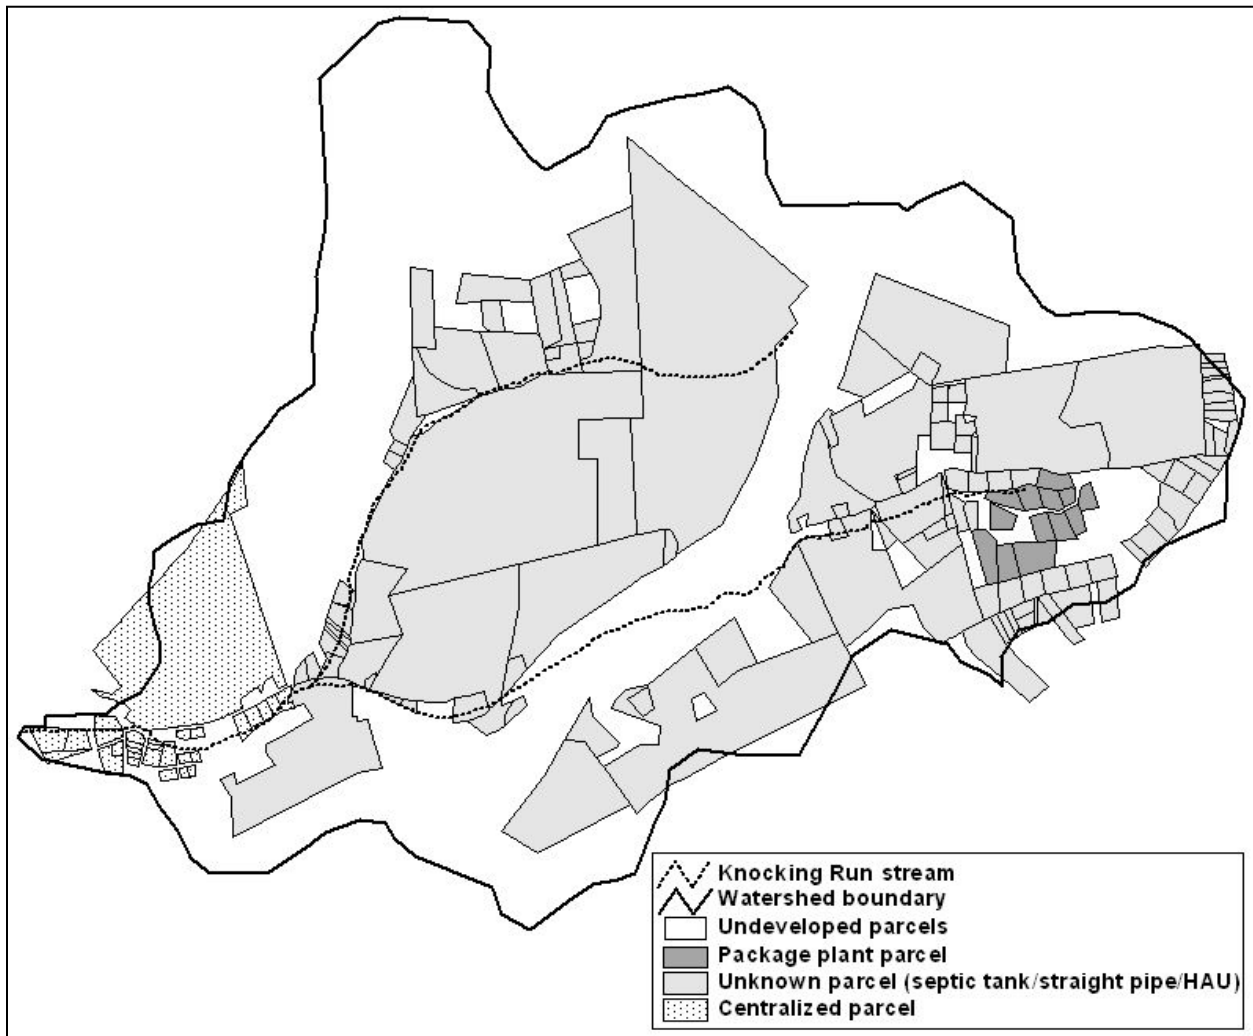 Knocking Run stream
Watershed boundary
Undeveloped parcels
Package plant parcel
Unknown parcel (septic tank/straight pipe/HAU)
Centralized parcel